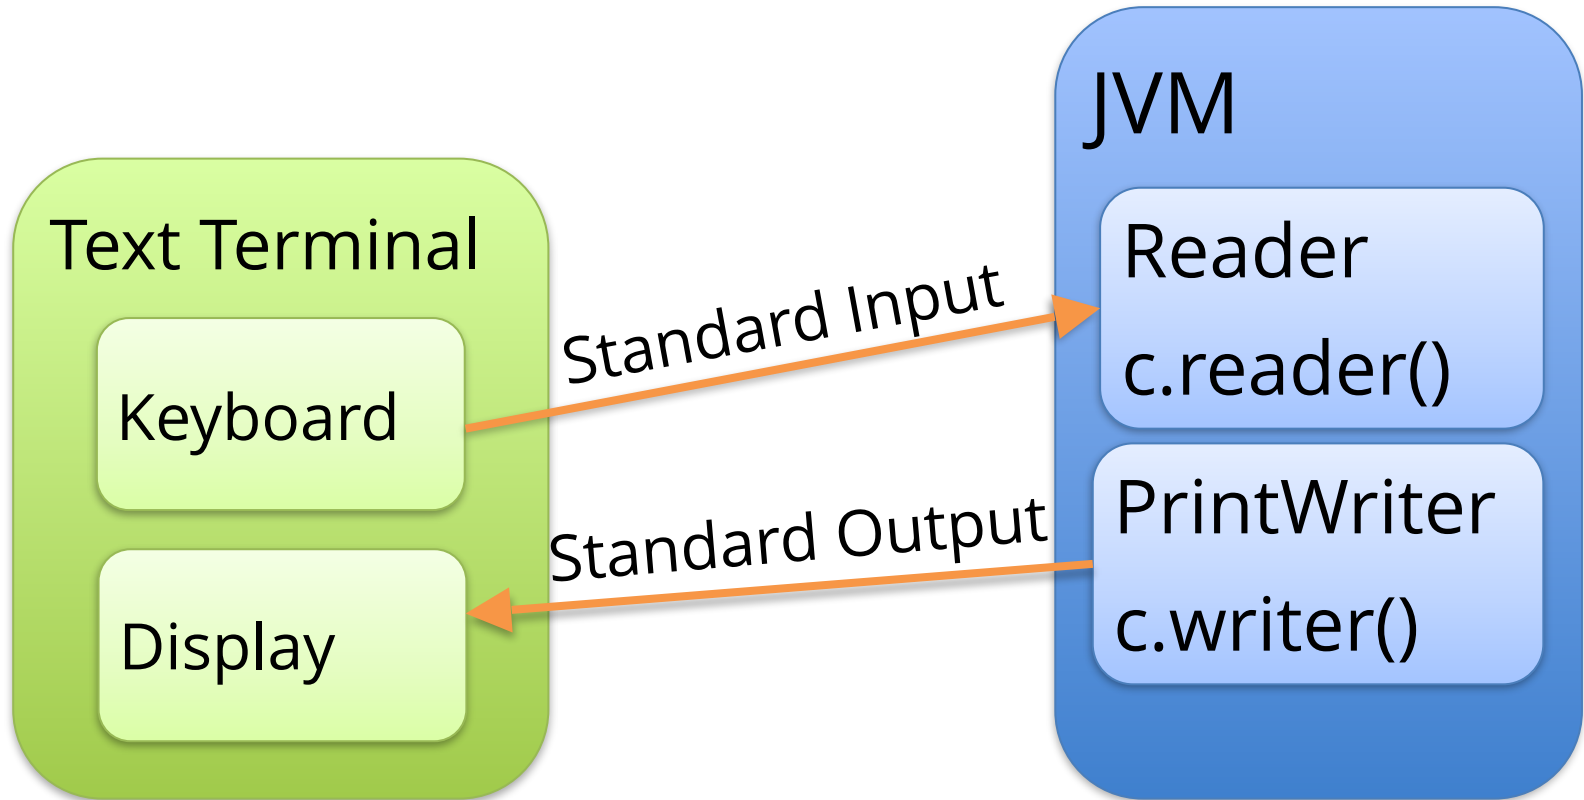 Text Terminal
Keyboard
Display
Standard Input
Standard Output
JVM
Reader
c.reader()
PrintWriter
c.writer()